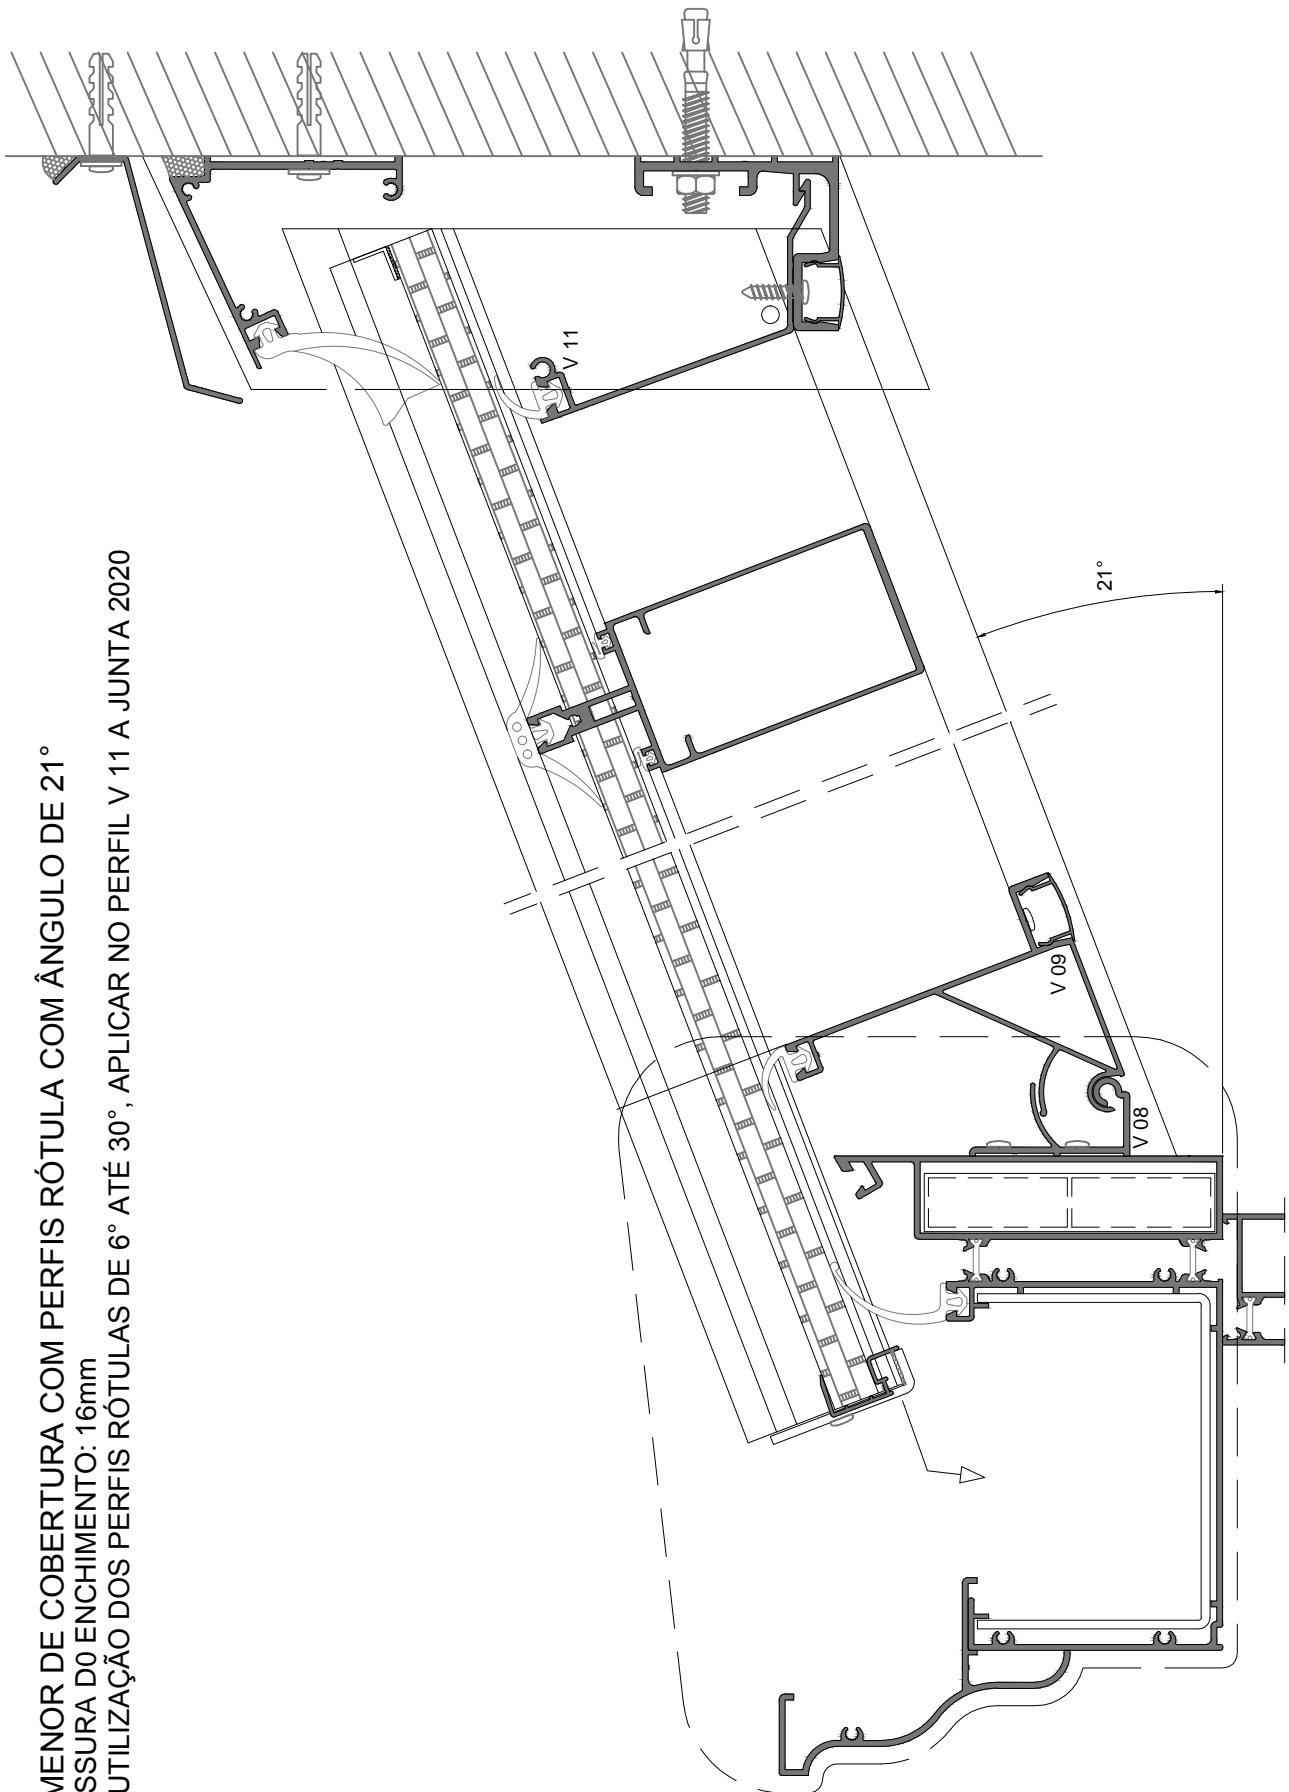 MENOR DE COBERTURA COM PERFIS RÓTULA COM ÂNGULO DE 21°
SSURA D0 ENCHIMENTO: 16mm
UTILIZAÇÃO DOS PERFIS RÓTULAS DE 6° ATÉ 30°, APLICAR NO PERFIL V 11 A JUNTA 2020
V 11
21°
V 09
V 08